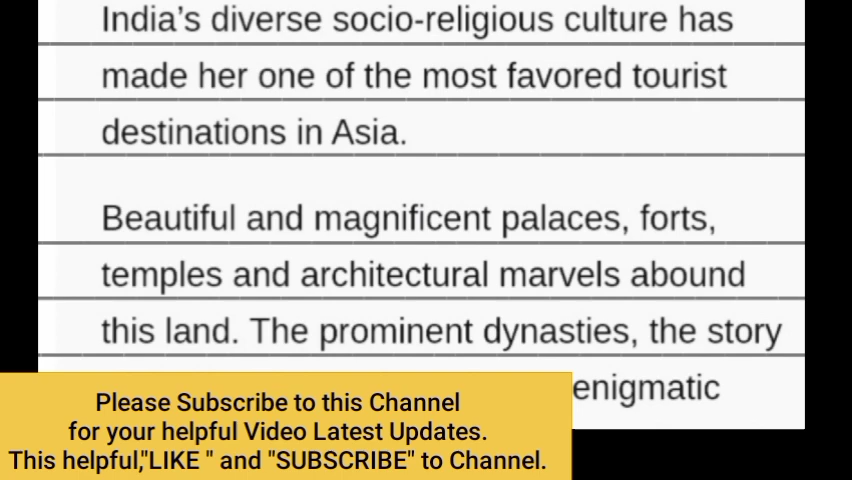 India’s diverse socio-religious culture has
made her one of the most favored tourist
destinations in Asia.
Beautiful and magnificent palaces, forts,
temples and architectural marvels abound
this land. The prominent dynasties, the story
enigmatic
Please Subscribe to this Channel
for your helpful Video Latest Updates.
This helpful,"LIKE " and "SUBSCRIBE" to Channel.